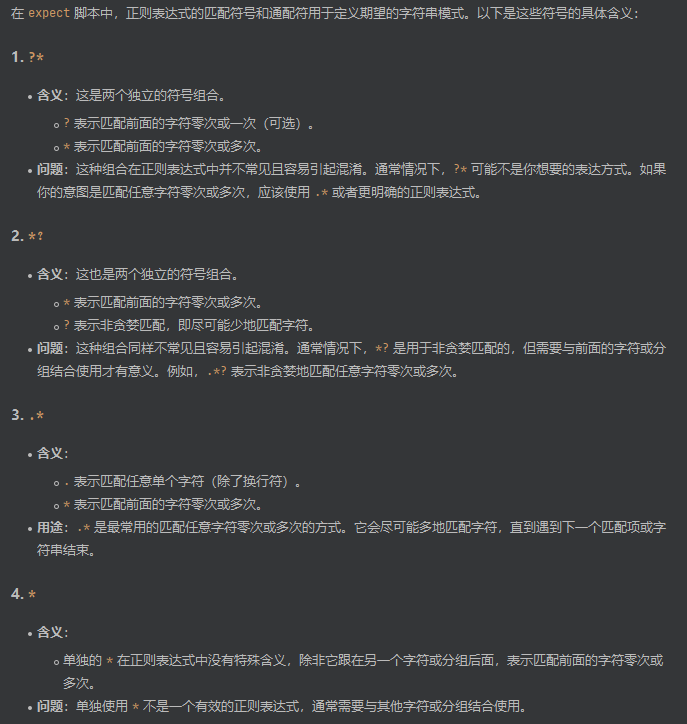 在 expect 脚本中，正则表达式的匹配符号和通配符用于定义期望的字符串模式。以下是这些符号的具体含义：
1. ?*
• 含义：这是两个独立的符号组合。
○ ? 表示匹配前面的字符零次或一次（可选）。
○ * 表示匹配前面的字符零次或多次。
• 问题：这种组合在正则表达式中并不常见且容易引起混淆。通常情况下，?* 可能不是你想要的表达方式。如果
你的意图是匹配任意字符零次或多次，应该使用 .* 或者更明确的正则表达式。
2. *?
• 含义：这也是两个独立的符号组合。
○ * 表示匹配前面的字符零次或多次。
○ ? 表示非贪婪匹配，即尽可能少地匹配字符。
• 问题：这种组合同样不常见且容易引起混淆。通常情况下，*? 是用于非贪婪匹配的，但需要与前面的字符或分
组结合使用才有意义。例如，.*? 表示非贪婪地匹配任意字符零次或多次。
3. .*
• 含义：
○ . 表示匹配任意单个字符（除了换行符）。
○ * 表示匹配前面的字符零次或多次。
• 用途：.* 是最常用的匹配任意字符零次或多次的方式。它会尽可能多地匹配字符，直到遇到下一个匹配项或字
符串结束。
4. *
• 含义：
○ 单独的 * 在正则表达式中没有特殊含义，除非它跟在另一个字符或分组后面，表示匹配前面的字符零次或
多次。
• 问题：单独使用 * 不是一个有效的正则表达式，通常需要与其他字符或分组结合使用。